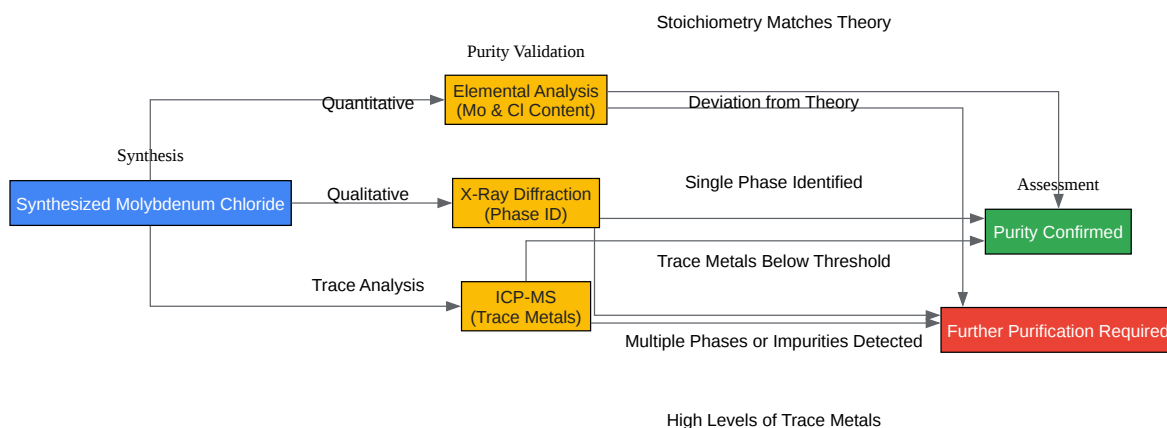 Stoichiometry Matches Theory
Purity Validation
Elemental Analysis
(Mo & Cl Content)
Quantitative
Deviation from Theory
Synthesis
Synthesized Molybdenum Chloride
Qualitative
X-Ray Diffraction
(Phase ID)
Single Phase Identified
Assessment
Purity Confirmed
Trace Metals Below Threshold
Trace Analysis
ICP-MS
(Trace Metals)
Multiple Phases or Impurities Detected
Further Purification Required
High Levels of Trace Metals